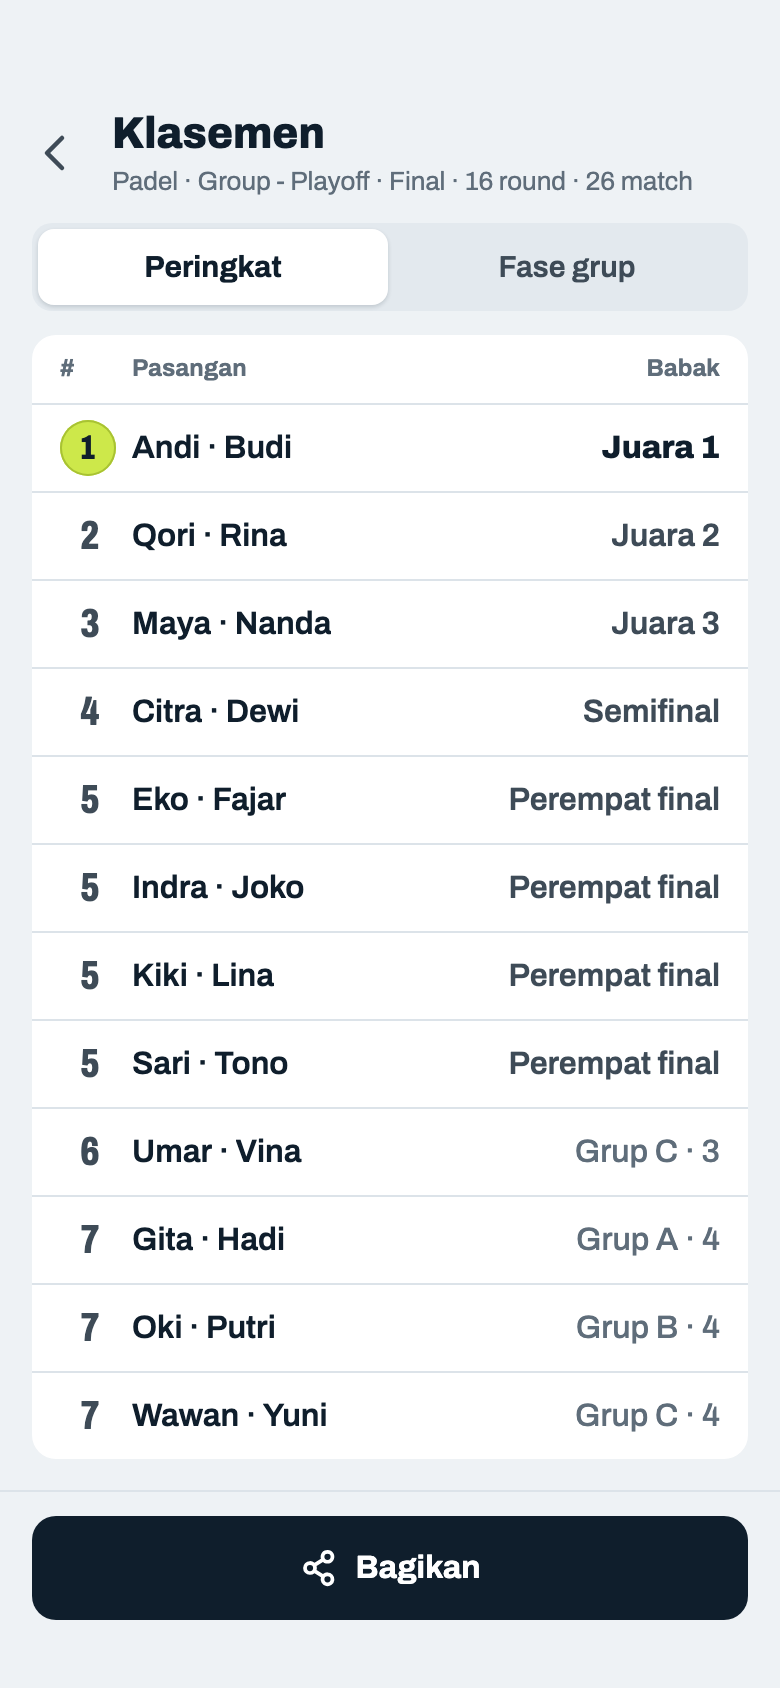 Klasemen
Padel · Group - Playoff · Final · 16 round · 26 match
Peringkat Fase grup
# Pasangan Babak
1 Andi · Budi Juara 1
2 Qori · Rina Juara 2
3 Maya · Nanda Juara 3
4 Citra · Dewi Semifinal
5 Eko · Fajar Perempat final
5 Indra · Joko Perempat final
5 Kiki · Lina Perempat final
5 Sari · Tono Perempat final
6 Umar · Vina Grup C · 3
7 Gita · Hadi Grup A · 4
7 Oki · Putri Grup B · 4
7 Wawan · Yuni Grup C · 4
Bagikan